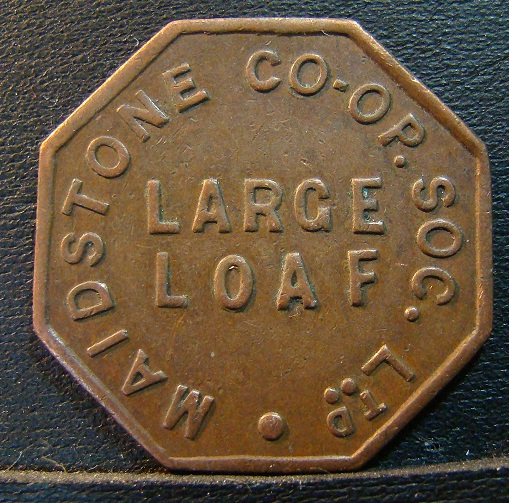 MAIDSTONE CO-OP. SOC. LTD
LARGE
LOAF